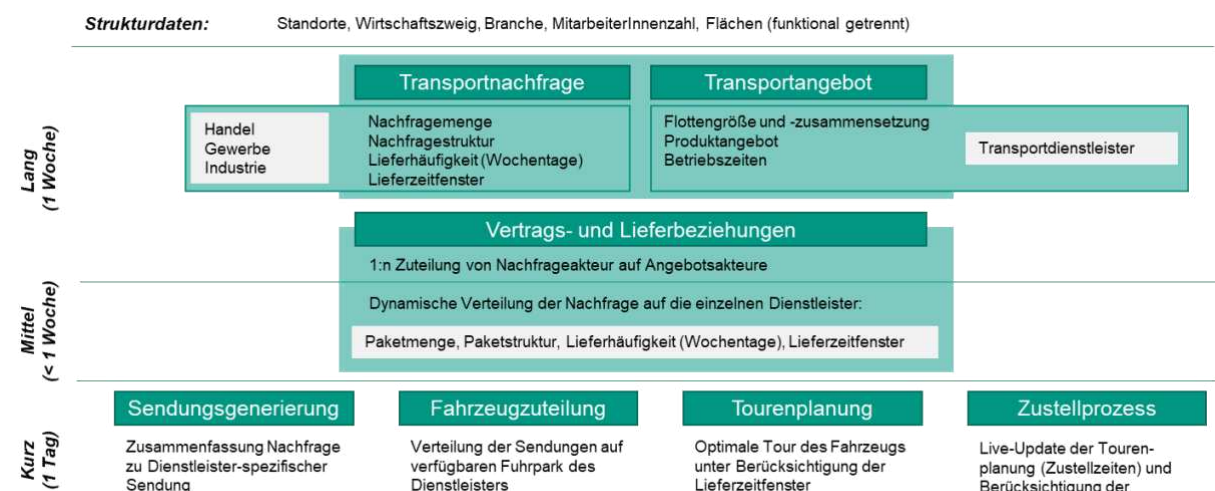 Strukturdaten: Standorte, Wirtschaftszweig, Branche, MitarbeiterInnenzahl, Flächen (funktional getrennt)
Lang
(1 Woche)
Transportnachfrage
Transportangebot
Handel
Gewerbe
Industrie
Nachfragemenge
Nachfragestruktur
Lieferhäufigkeit (Wochentage)
Lieferzeitfenster
Flottengröße und -zusammensetzung
Produktangebot
Betriebszeiten
Transportdienstleister
Vertrags- und Lieferbeziehungen
1:n Zuteilung von Nachfrageakteur auf Angebotsakteure
Mittel
(< 1 Woche)
Dynamische Verteilung der Nachfrage auf die einzelnen Dienstleister:
Paketmenge, Paketstruktur, Lieferhäufigkeit (Wochentage), Lieferzeitfenster
Kurz
(1 Tag)
Sendungsgenerierung
Zusammenfassung Nachfrage
zu Dienstleister-spezifischer
Sendung
Fahrzeugzuteilung
Verteilung der Sendungen auf
verfügbaren Fuhrpark des
Dienstleisters
Tourenplanung
Optimale Tour des Fahrzeugs
unter Berücksichtigung der
Lieferzeitfenster
Zustellprozess
Live-Update der Touren-
planung (Zustellzeiten) und
Berücksichtigung der